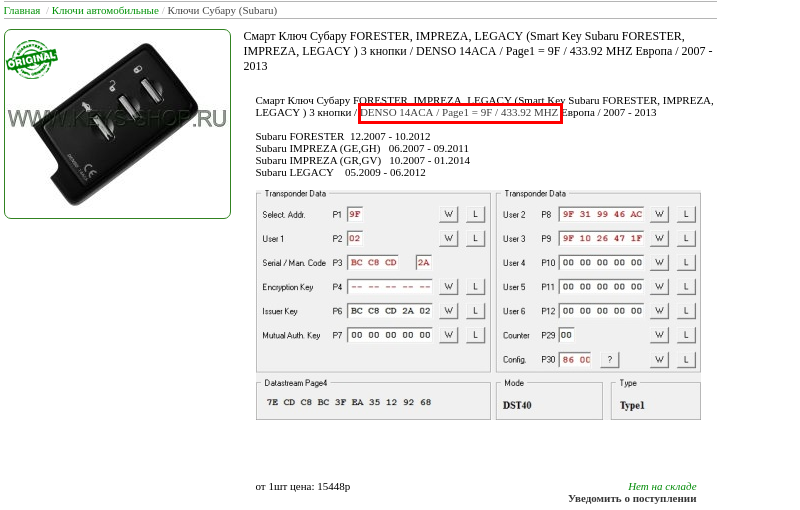 Главная / Ключи автомобильные / Ключи Субару (Subaru)
ORIGINAL
WWW.KEYS-SHOP.RU
Смарт Ключ Субару FORESTER, IMPREZA, LEGACY (Smart Key Subaru FORESTER,
IMPREZA, LEGACY ) 3 кнопки / DENSO 14ACA / Page1 = 9F / 433.92 MHZ Европа / 2007 -
2013
Смарт Ключ Субару FORESTER, IMPREZA, LEGACY (Smart Key Subaru FORESTER, IMPREZA,
LEGACY ) 3 кнопки / DENSO 14ACA / Page1 = 9F / 433.92 MHZ Европа / 2007 - 2013
Subaru FORESTER 12.2007 - 10.2012
Subaru IMPREZA (GE,GH) 06.2007 - 09.2011
Subaru IMPREZA (GR,GV) 10.2007 - 01.2014
Subaru LEGACY 05.2009 - 06.2012
Transponder Data
Select. Addr. P1 9F W L
User 1 P2 02 W L
Serial / Man. Code P3 BC C8 CD 2A
Encryption Key P4 -- -- -- -- -- W L
Issuer Key P6 BC C8 CD 2A 02 W L
Mutual Auth. Key P7 00 00 00 00 00 W L
Transponder Data
User 2 P8 9F 31 99 46 AC W L
User 3 P9 9F 10 26 47 1F W L
User 4 P10 00 00 00 00 00 W L
User 5 P11 00 00 00 00 00 W L
User 6 P12 00 00 00 00 00 W L
Counter P29 00 W L
Config. P30 86 00 ? W L
Datastream Page4
7E CD C8 BC 3F EA 35 12 92 68
Mode
DST40
Type
Type1
от 1шт цена: 15448р
Нет на складе
Уведомить о поступлении